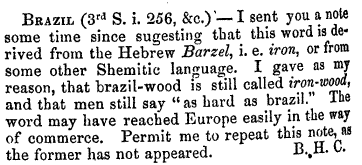 BRAZIL (3rd S. i. 256, &c.)'— I sent you a note
some time since sugesting that this word is de-
rived from the Hebrew Barzel, i. e. iron, or from
some other Shemitic language. I gave as my
reason, that brazil-wood is still called iron-wood,
and that men still say "as hard as brazil." The
word may have reached Europe easily in the way
of commerce. Permit me to repeat this note, as
the former has not appeared. B., H. C.